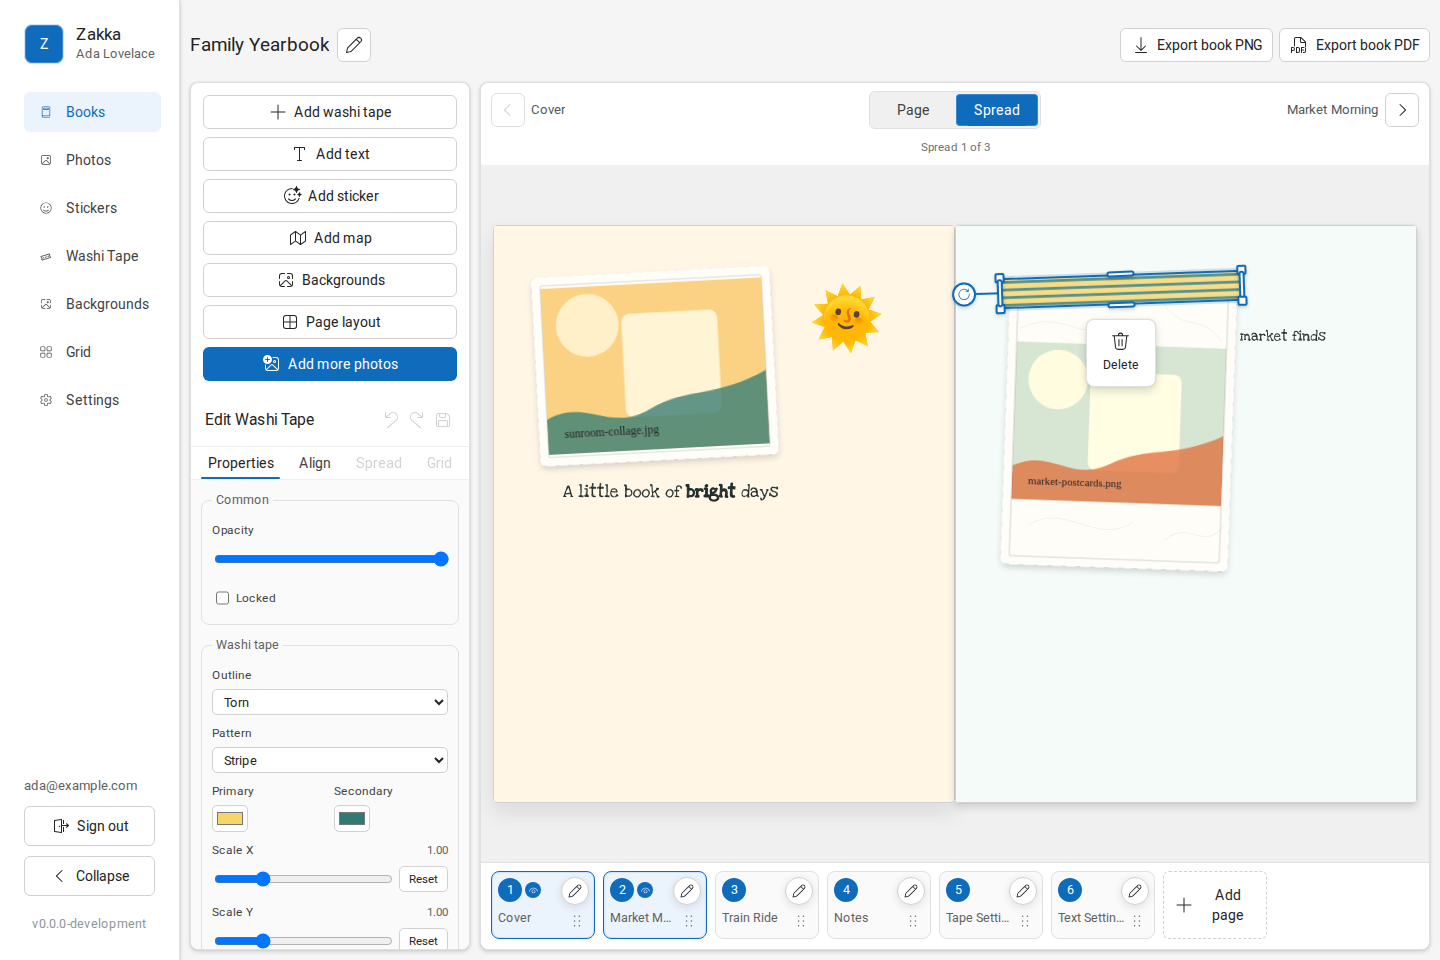 Z
Zakka
Ada Lovelace
Books
Photos
Stickers
Washi Tape
Backgrounds
Grid
Settings
ada@example.com
Sign out
Collapse
v0.0.0-development
Family Yearbook
Export book PNG
PDF
Export book PDF
Add washi tape
Add text
Add sticker
Add map
Backgrounds
Page layout
Add more photos
Edit Washi Tape
Properties
Align
Spread
Grid
Common
Opacity
Locked
Washi tape
Outline
Torn
Pattern
Stripe
Primary
Secondary
Scale X
1.00
Reset
Scale Y
1.00
Reset
Cover
Page
Spread
Market Morning
Spread 1 of 3
sunroom-collage.jpg
A little book of bright days
market finds
Delete
market-postcards.png
1
Cover
2
Market M...
3
Train Ride
4
Notes
5
Tape Setti...
6
Text Settin...
Add
page